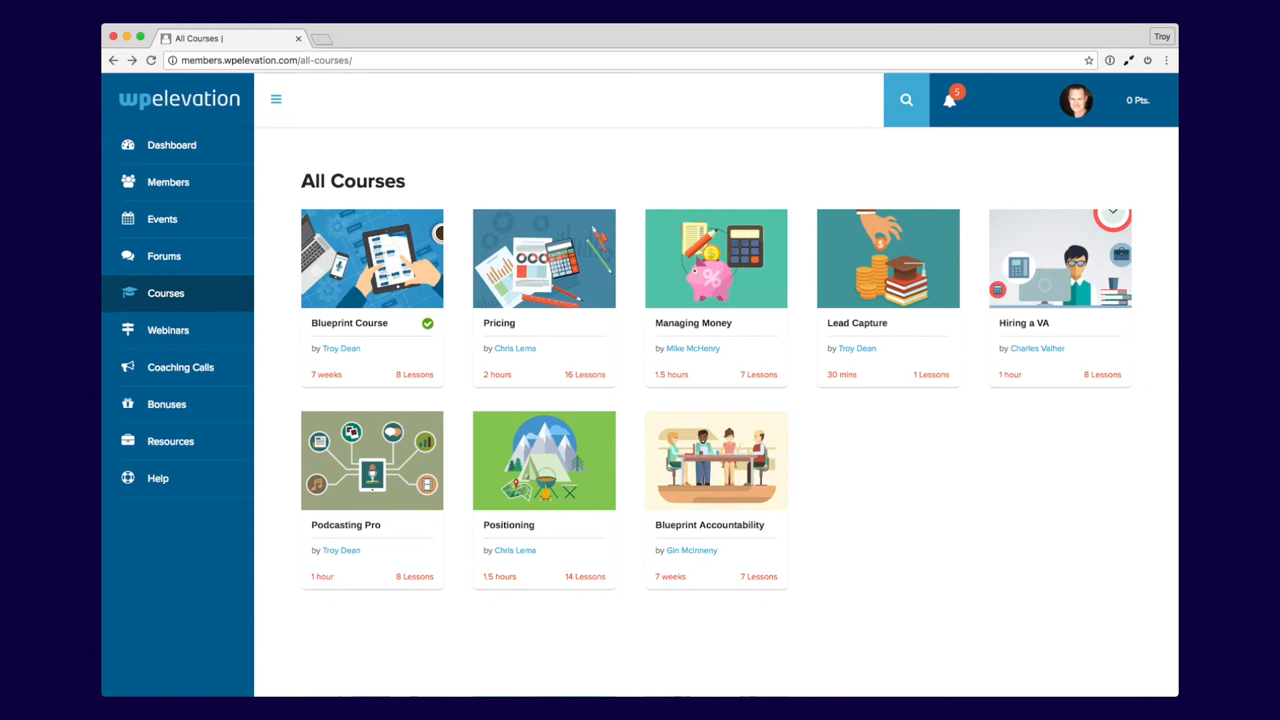 All Courses |
Troy
members.wpelevation.com/all-courses/
wpelevation
5
0 Pts.
Dashboard
Members
Events
Forums
Courses
Webinars
Coaching Calls
Bonuses
Resources
Help
All Courses
Blueprint Course
by Troy Dean
7 weeks 8 Lessons
Pricing
by Chris Lema
2 hours 16 Lessons
Managing Money
by Mike McHenry
1.5 hours 7 Lessons
Lead Capture
by Troy Dean
30 mins 1 Lessons
Hiring a VA
by Charles Valher
1 hour 8 Lessons
Podcasting Pro
by Troy Dean
1 hour 8 Lessons
Positioning
by Chris Lema
1.5 hours 14 Lessons
Blueprint Accountability
by Gin McInneny
7 weeks 7 Lessons